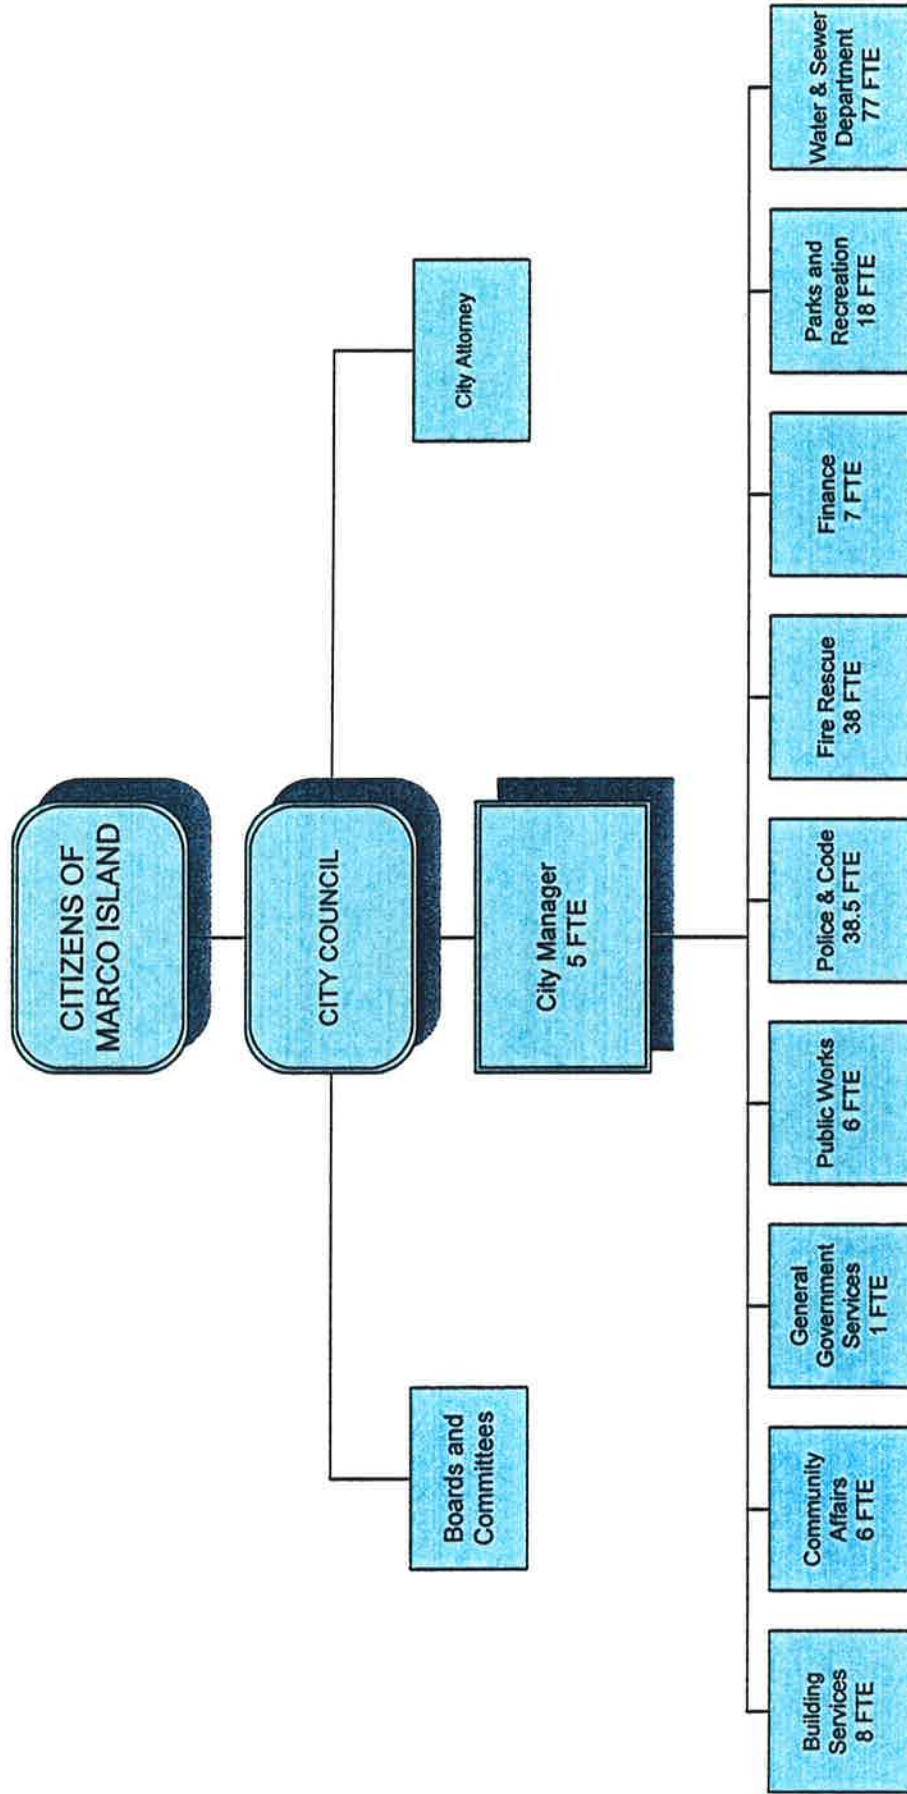 CITIZENS OF
MARCO ISLAND
CITY COUNCIL
Boards and
Committees
City Attorney
City Manager
5 FTE
Building
Services
8 FTE
Community
Affairs
6 FTE
General
Government
Services
1 FTE
Public Works
6 FTE
Police & Code
38.5 FTE
Fire Rescue
38 FTE
Finance
7 FTE
Parks and
Recreation
18 FTE
Water & Sewer
Department
77 FTE